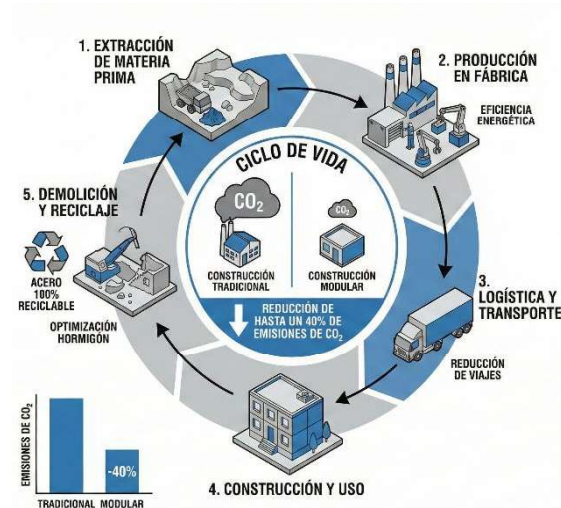 1. EXTRACCIÓN
DE MATERIA
PRIMA
2. PRODUCCIÓN
EN FÁBRICA
EFICIENCIA
ENERGÉTICA
CICLO DE VIDA
CO₂
CO₂
CONSTRUCCIÓN
TRADICIONAL
CONSTRUCCIÓN
MODULAR
REDUCCIÓN DE
HASTA UN 40% DE
EMISIONES DE CO₂
3.
LOGÍSTICA Y
TRANSPORTE
REDUCCIÓN
DE VIAJES
4. CONSTRUCCIÓN Y USO
5. DEMOLICIÓN
Y RECICLAJE
ACERO
100%
RECICLABLE
OPTIMIZACIÓN
HORMIGÓN
EMISIONES DE CO₂
-40%
TRADICIONAL MODULAR